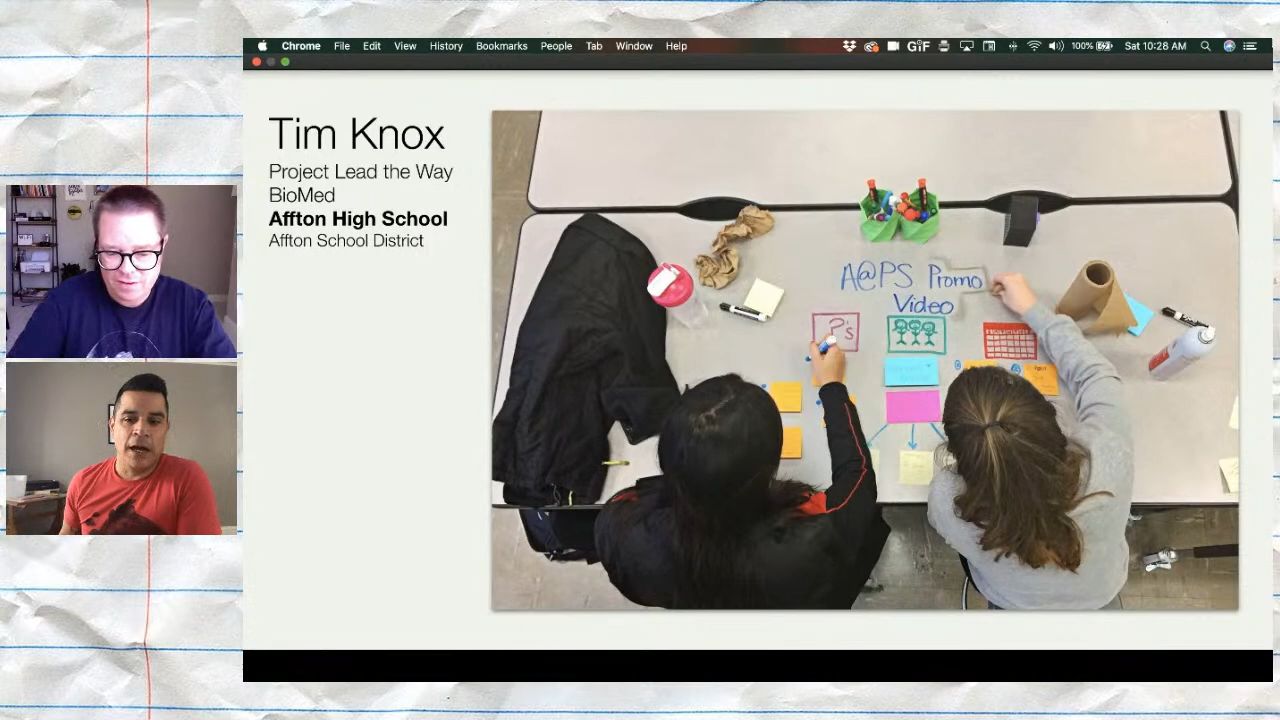 Chrome File Edit View History Bookmarks People Tab Window Help GIF 100% Sat 10:28 AM
Tim Knox
Project Lead the Way
BioMed
Affton High School
Affton School District
A@PS Promo
Video
?'s